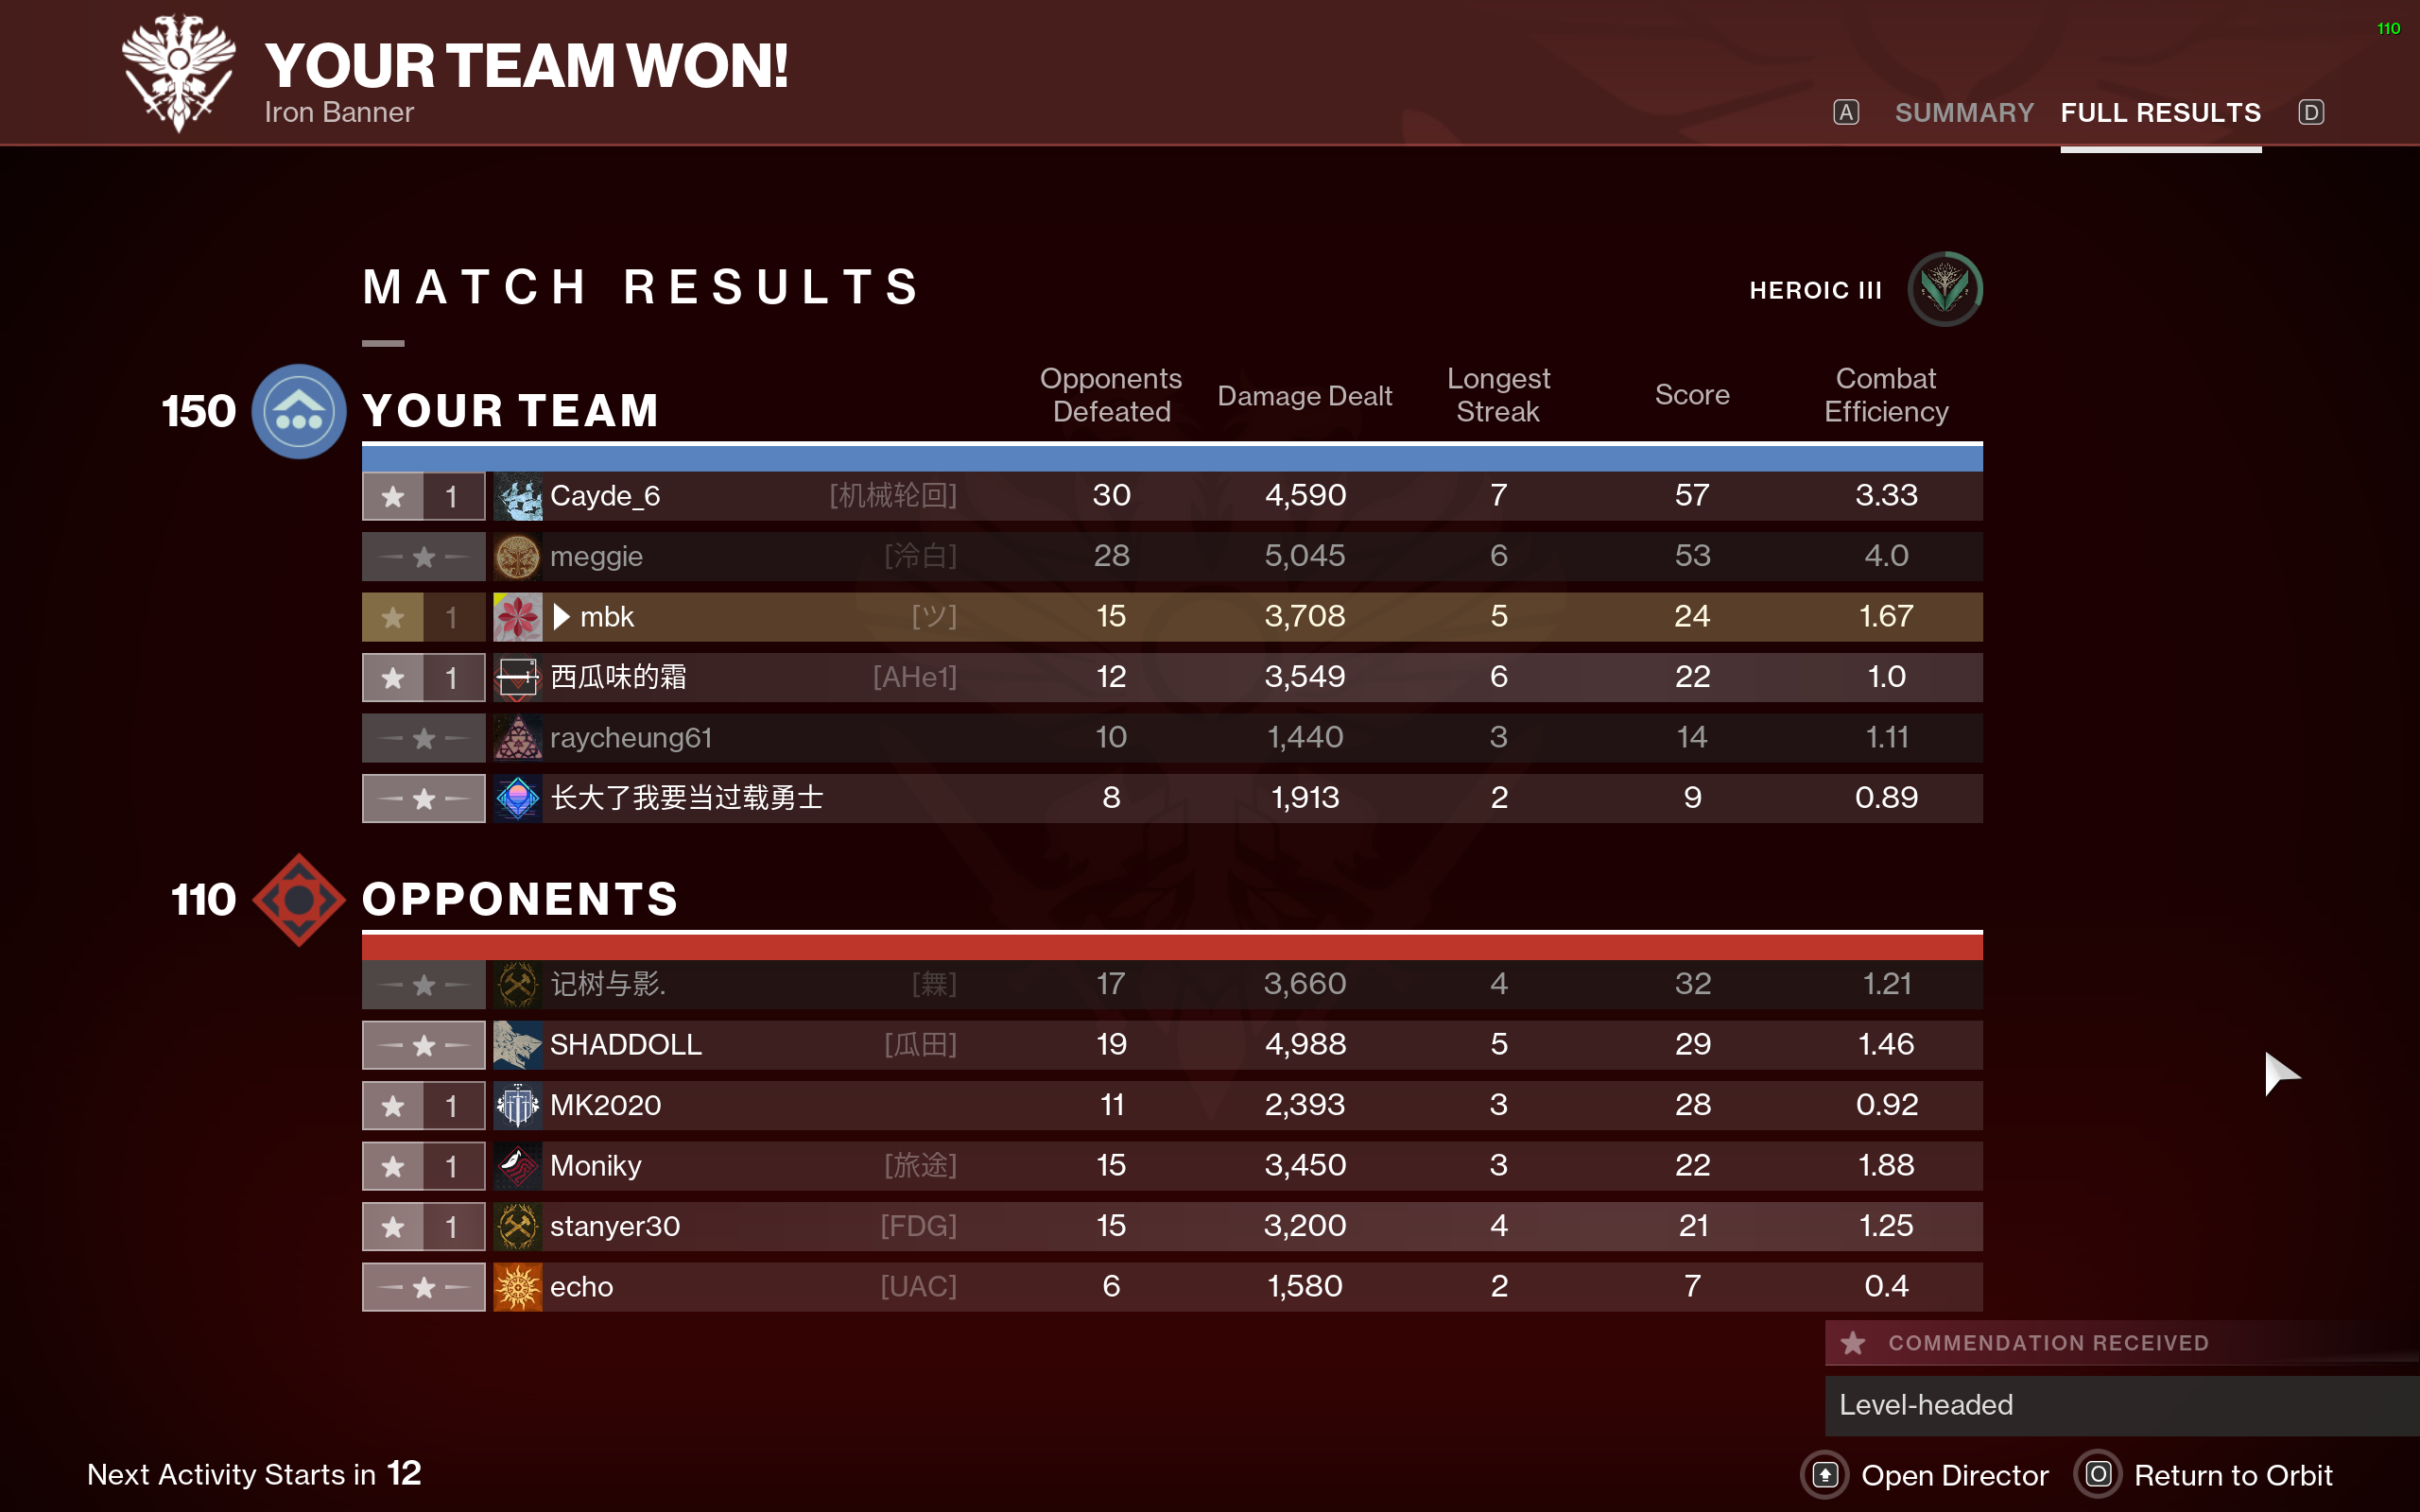 YOUR TEAM WON!
110
Iron Banner
A SUMMARY FULL RESULTS D
MATCH RESULTS
HEROIC III
150 YOUR TEAM Opponents Defeated Damage Dealt Longest Streak Score Combat Efficiency
1 Cayde_6 [机械轮回] 30 4,590 7 57 3.33
meggie [泠白] 28 5,045 6 53 4.0
1 mbk [ツ] 15 3,708 5 24 1.67
1 西瓜味的霜 [AHe1] 12 3,549 6 22 1.0
raycheung61 10 1,440 3 14 1.11
长大了我要当过载勇士 8 1,913 2 9 0.89
110 OPPONENTS
记树与影. [舞] 17 3,660 4 32 1.21
SHADDOLL [瓜田] 19 4,988 5 29 1.46
1 MK2020 11 2,393 3 28 0.92
1 Moniky [旅途] 15 3,450 3 22 1.88
1 stanyer30 [FDG] 15 3,200 4 21 1.25
echo [UAC] 6 1,580 2 7 0.4
COMMENDATION RECEIVED
Level-headed
Next Activity Starts in 12
Open Director O Return to Orbit